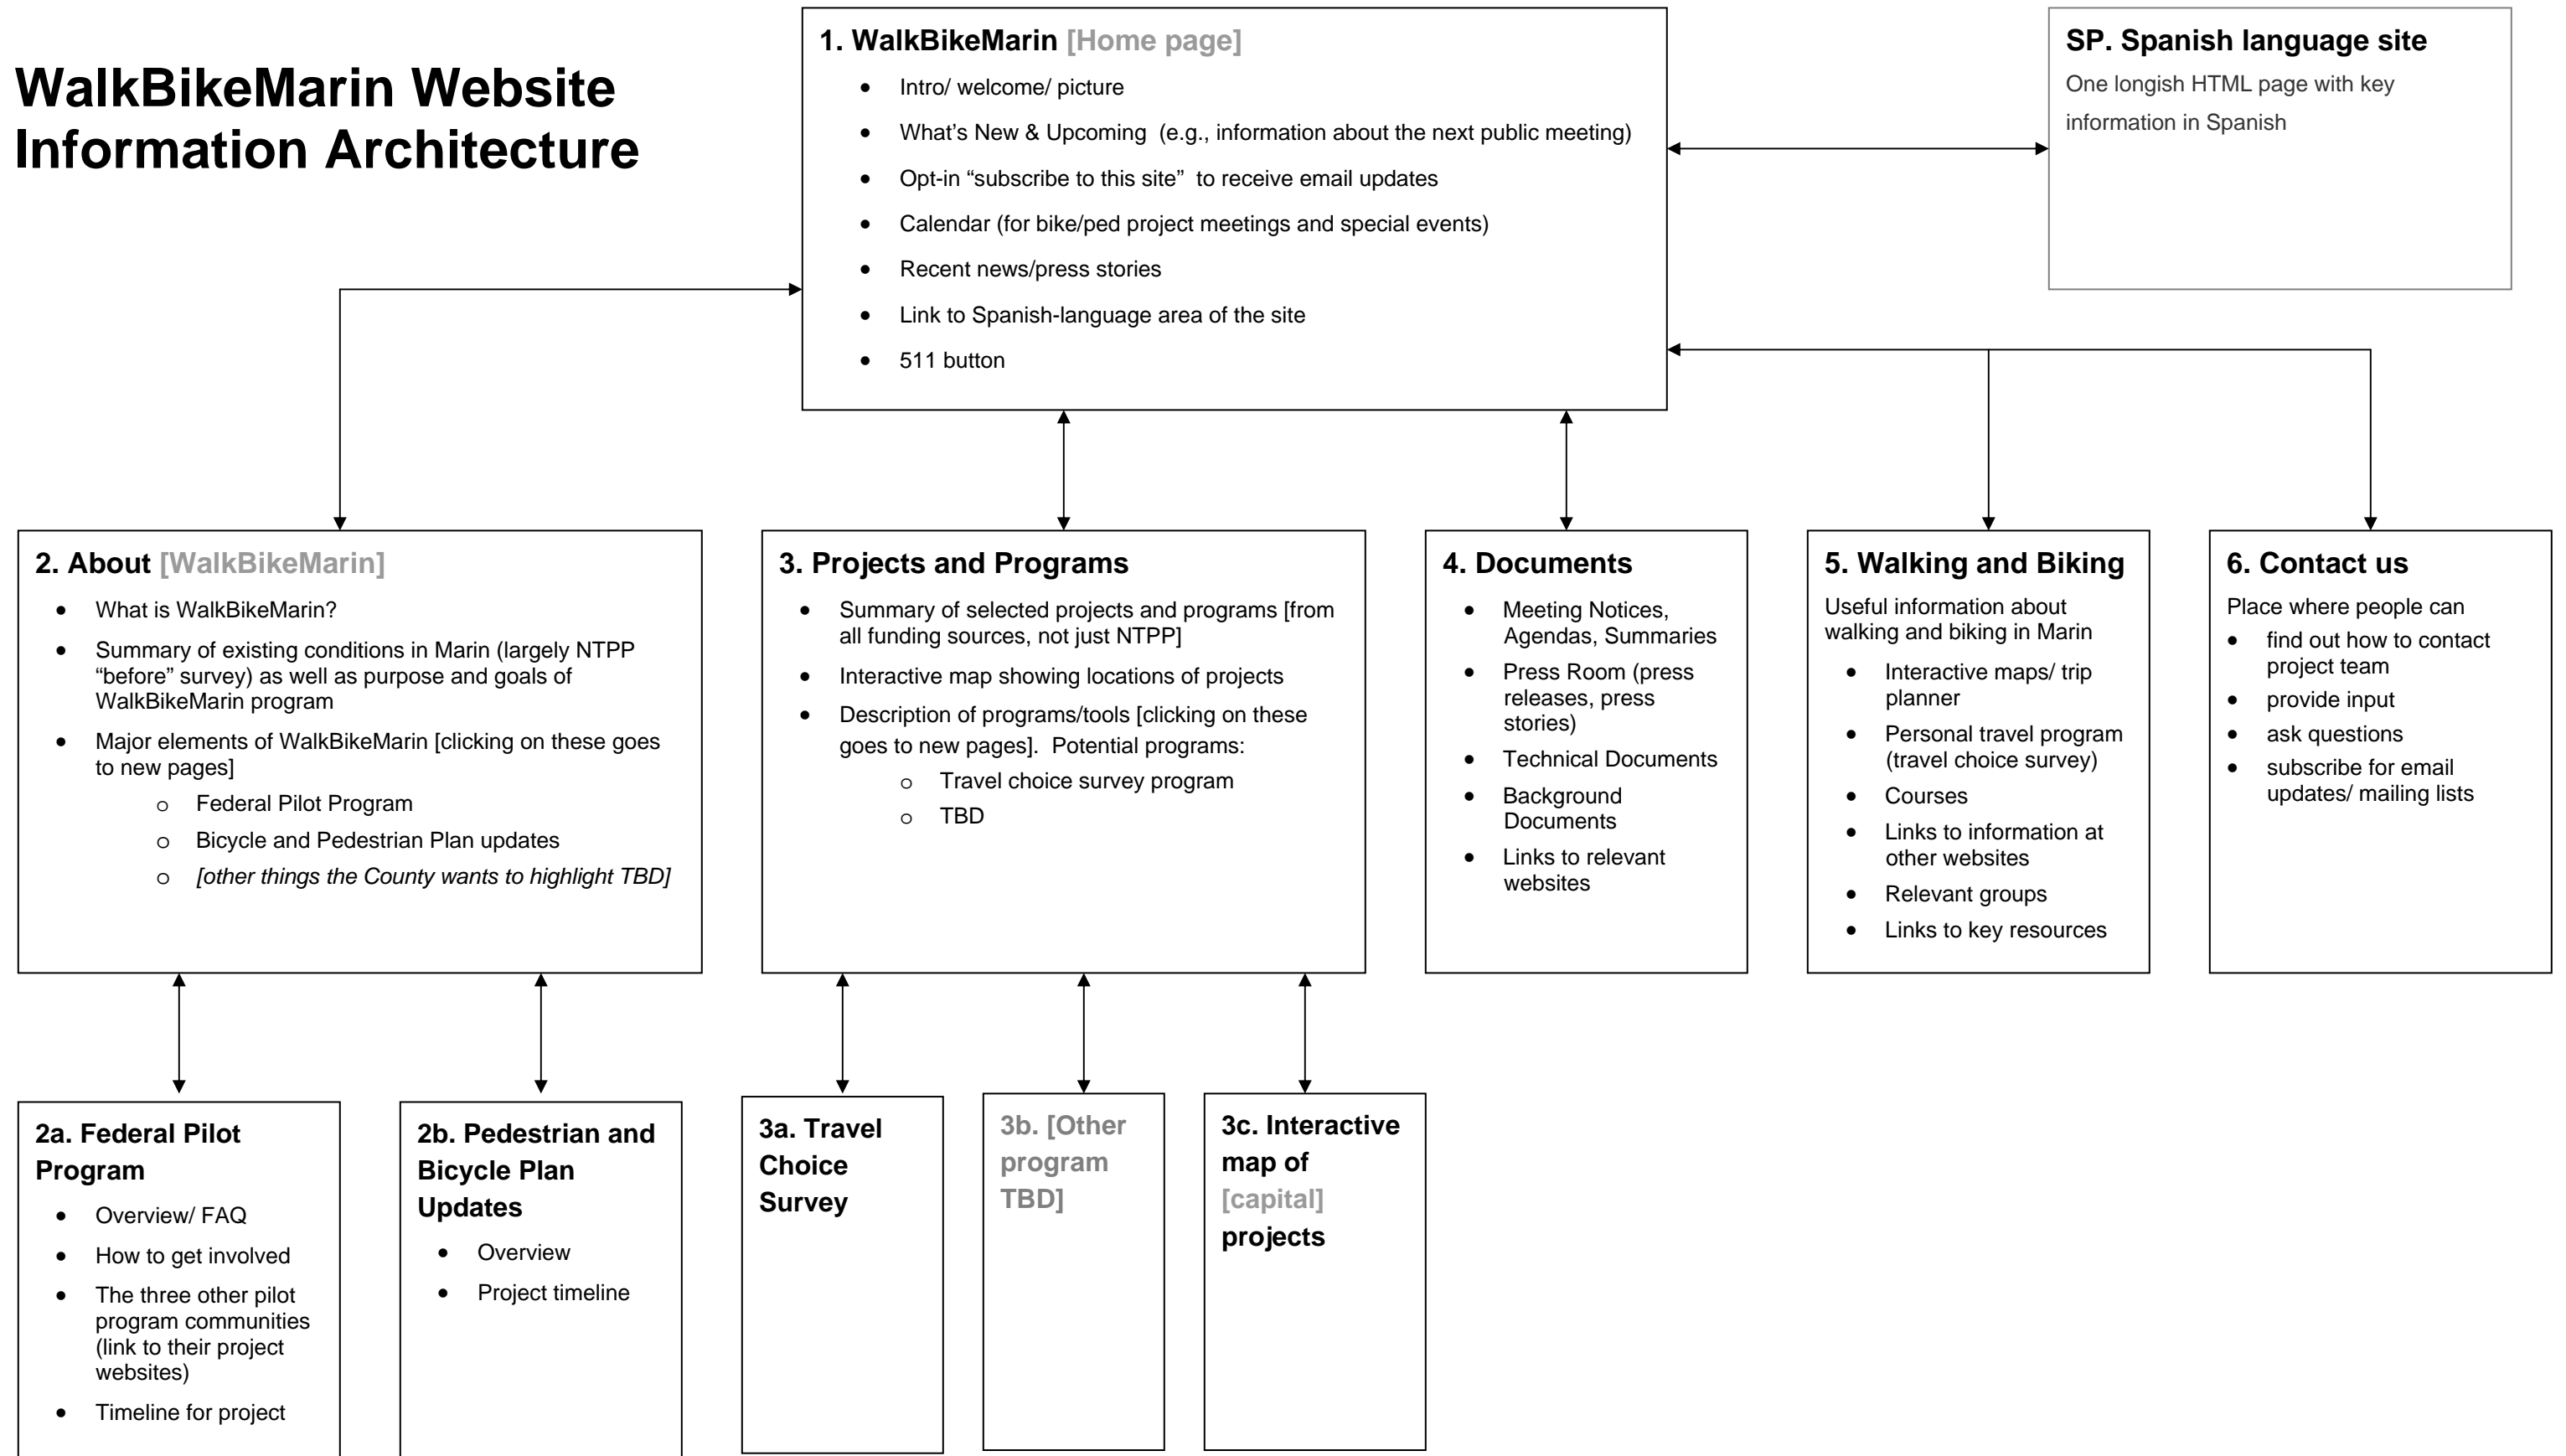 WalkBikeMarin Website
Information Architecture
1. WalkBikeMarin [Home page]
• Intro/ welcome/ picture
• What’s New & Upcoming (e.g., information about the next public meeting)
• Opt-in “subscribe to this site” to receive email updates
• Calendar (for bike/ped project meetings and special events)
• Recent news/press stories
• Link to Spanish-language area of the site
• 511 button
SP. Spanish language site
One longish HTML page with key
information in Spanish
2. About [WalkBikeMarin]
• What is WalkBikeMarin?
• Summary of existing conditions in Marin (largely NTPP
“before” survey) as well as purpose and goals of
WalkBikeMarin program
• Major elements of WalkBikeMarin [clicking on these goes
to new pages]
o Federal Pilot Program
o Bicycle and Pedestrian Plan updates
o [other things the County wants to highlight TBD]
3. Projects and Programs
• Summary of selected projects and programs [from
all funding sources, not just NTPP]
• Interactive map showing locations of projects
• Description of programs/tools [clicking on these
goes to new pages]. Potential programs:
o Travel choice survey program
o TBD
4. Documents
• Meeting Notices,
Agendas, Summaries
• Press Room (press
releases, press
stories)
• Technical Documents
• Background
Documents
• Links to relevant
websites
5. Walking and Biking
Useful information about
walking and biking in Marin
• Interactive maps/ trip
planner
• Personal travel program
(travel choice survey)
• Courses
• Links to information at
other websites
• Relevant groups
• Links to key resources
6. Contact us
Place where people can
• find out how to contact
project team
• provide input
• ask questions
• subscribe for email
updates/ mailing lists
2a. Federal Pilot
Program
• Overview/ FAQ
• How to get involved
• The three other pilot
program communities
(link to their project
websites)
• Timeline for project
2b. Pedestrian and
Bicycle Plan
Updates
• Overview
• Project timeline
3a. Travel
Choice
Survey
3b. [Other
program
TBD]
3c. Interactive
map of
[capital]
projects